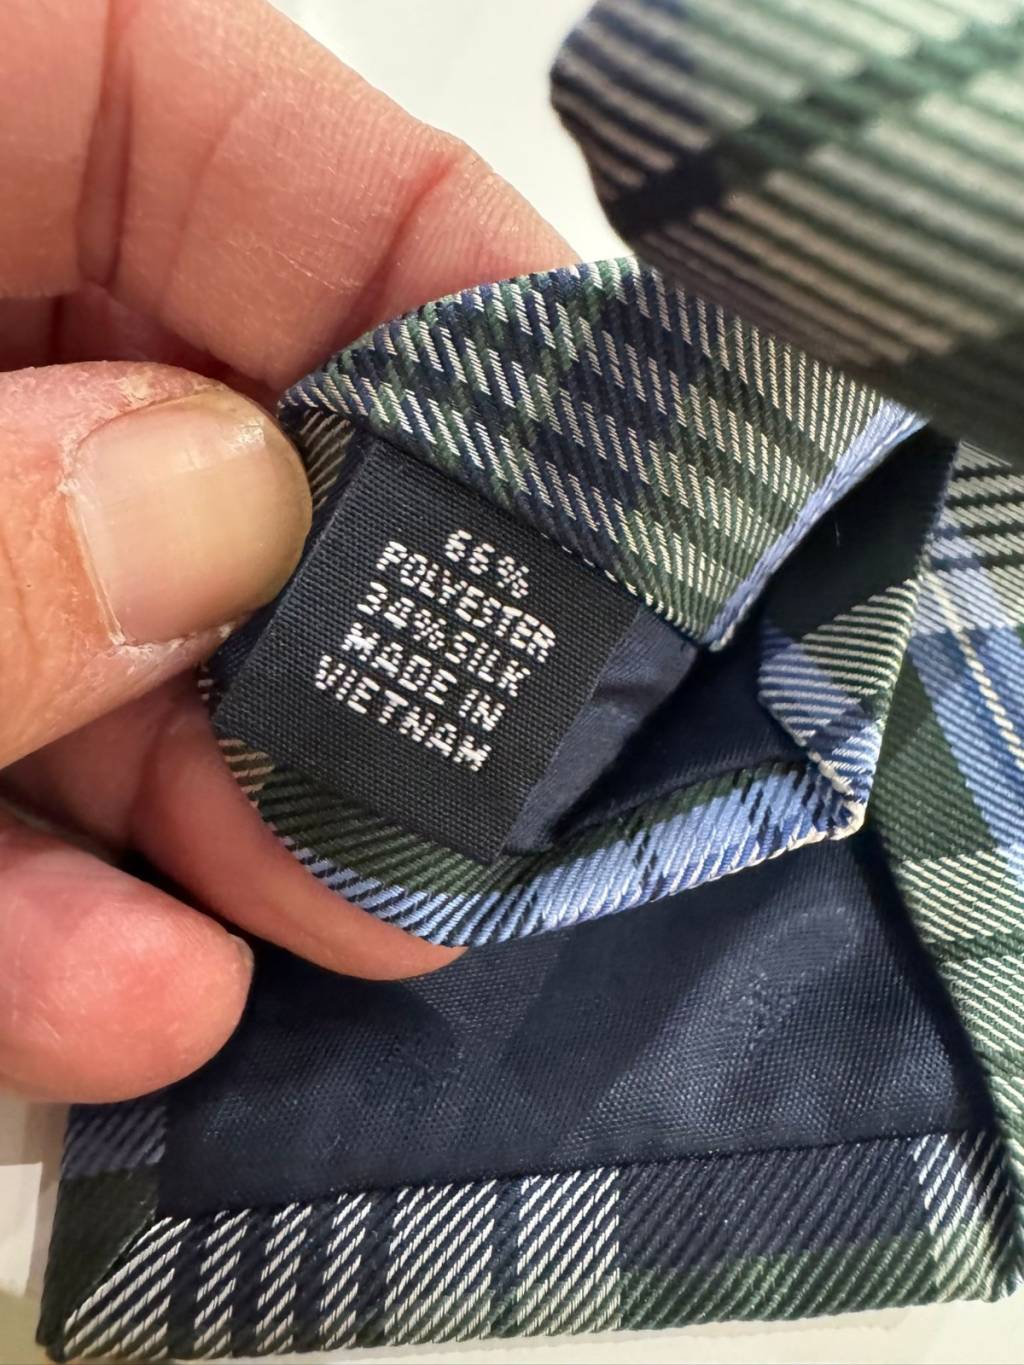 66%
POLYESTER
34% SILK
MADE IN
VIETNAM